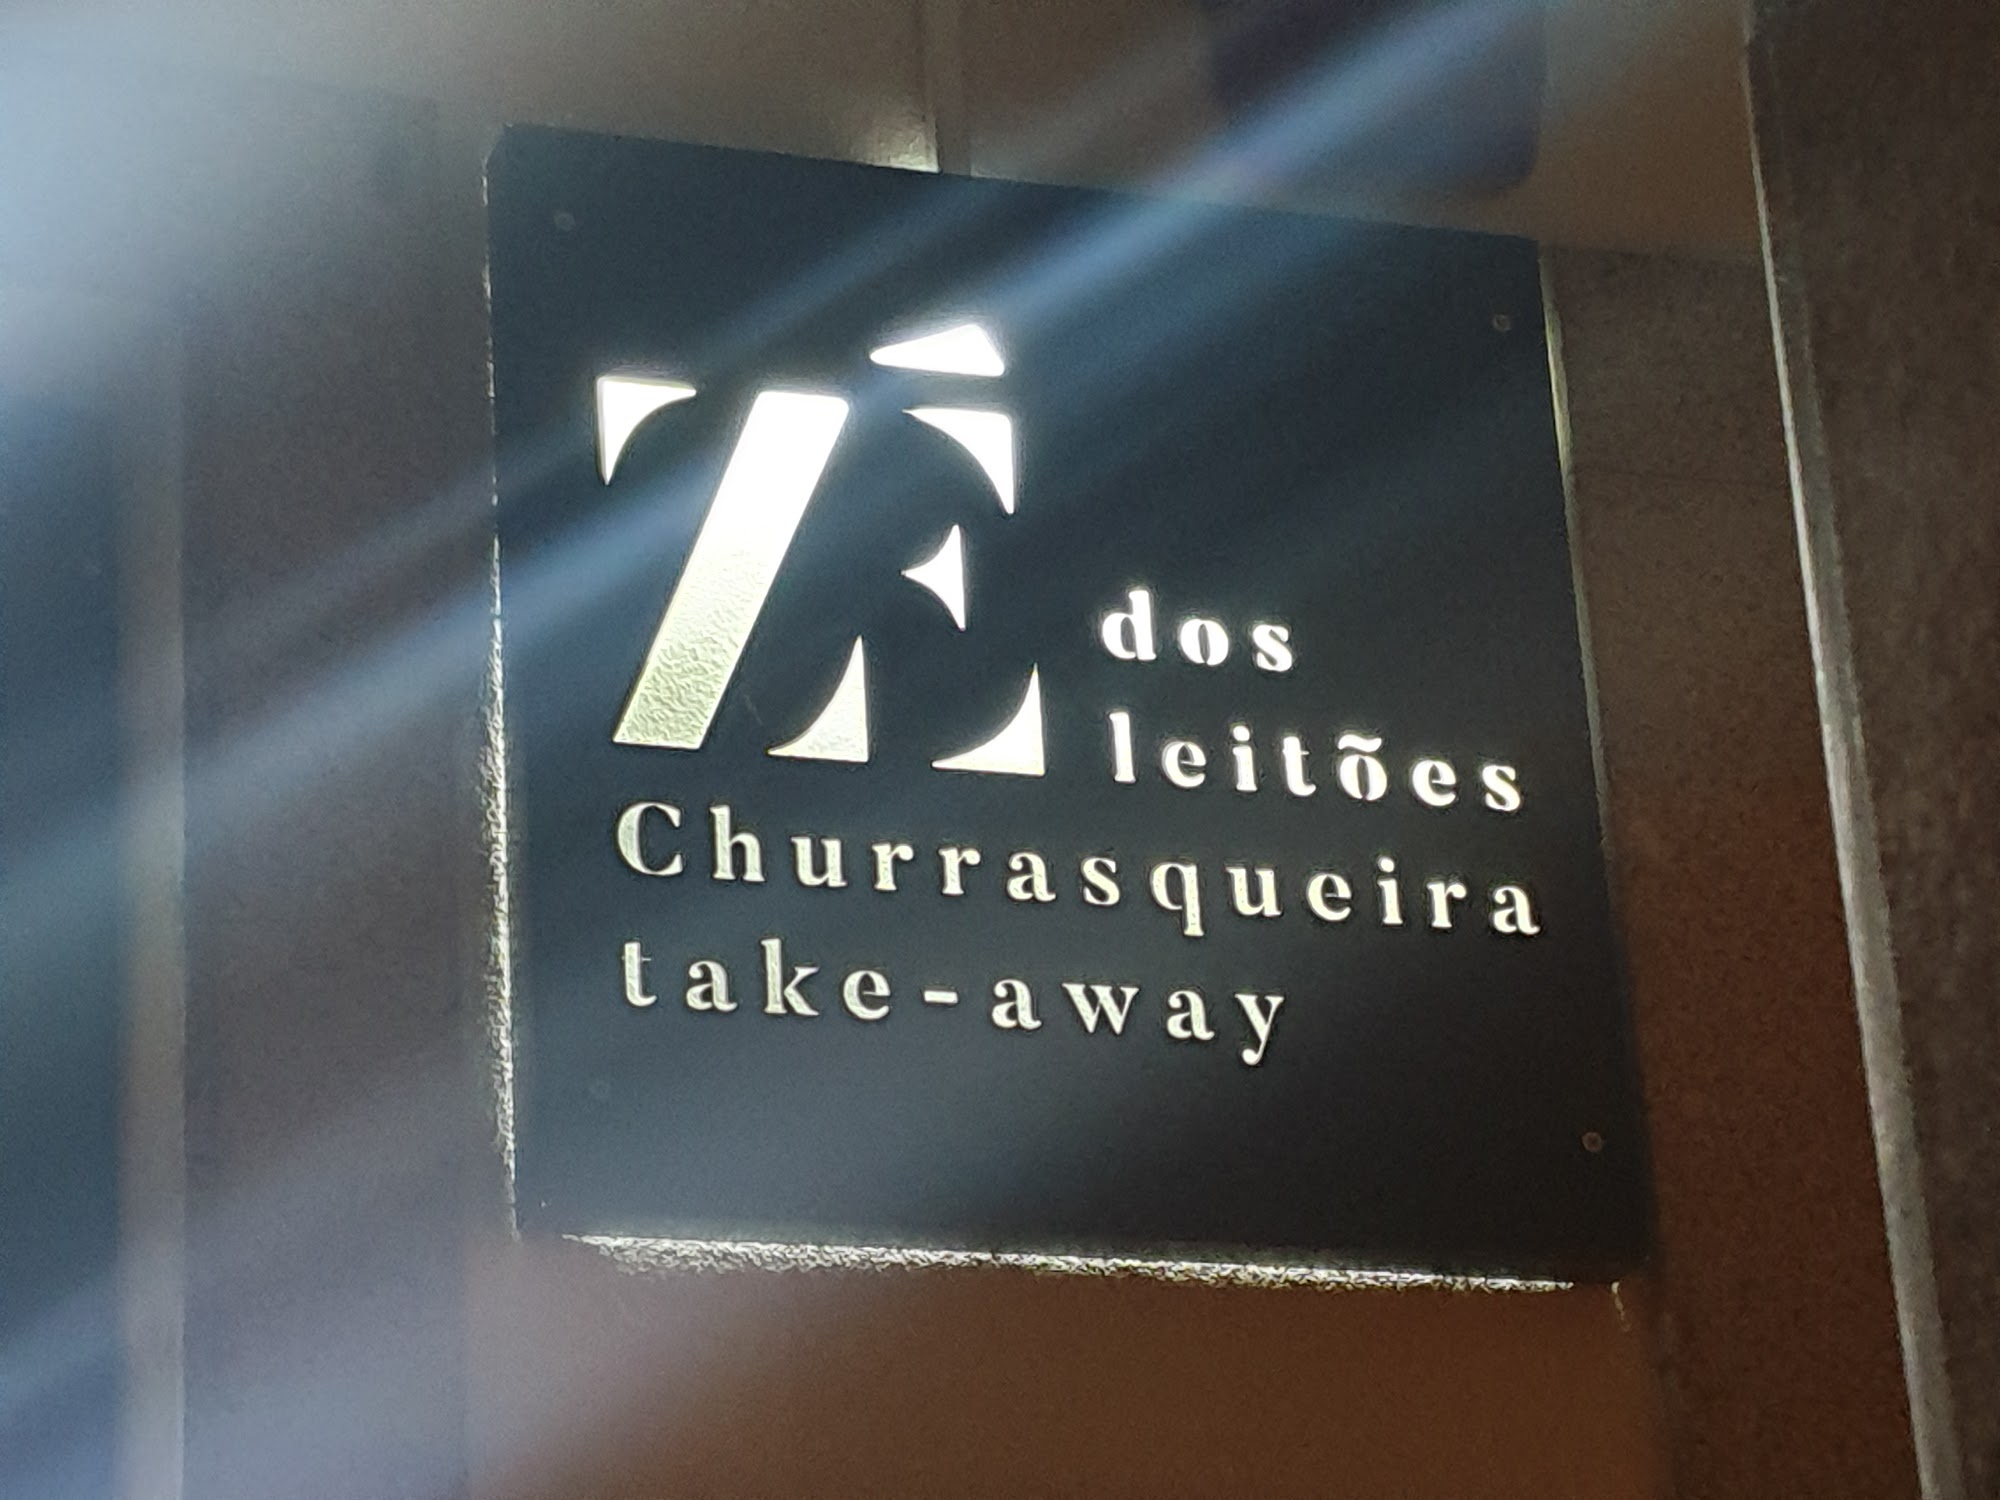 ZÉ dos
leitões
Churrasqueira
take-away